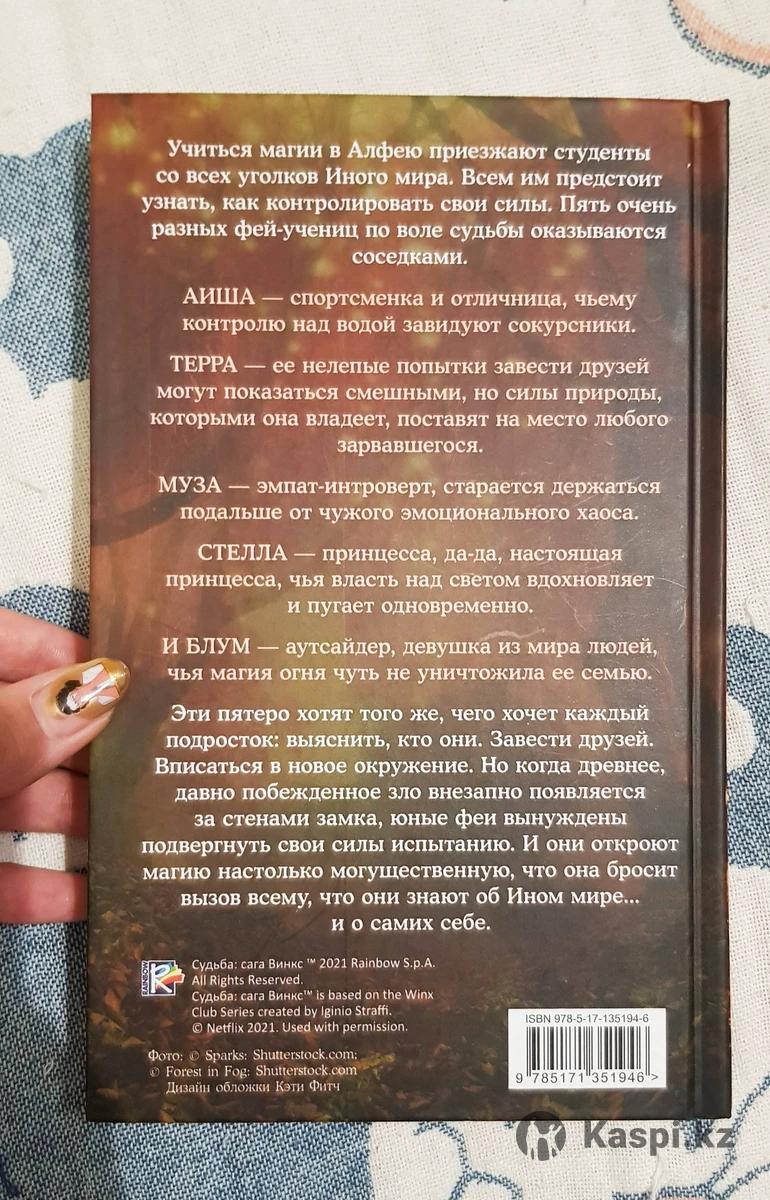 Учиться магии в Алфею приезжают студенты
со всех уголков Иного мира. Всем им предстоит
узнать, как контролировать свои силы. Пять очень
разных фей-учениц по воле судьбы оказываются
соседками.
АИША — спортсменка и отличница, чьему
контролю над водой завидуют сокурсники.
ТЕРРА — ее нелепые попытки завести друзей
могут показаться смешными, но силы природы,
которыми она владеет, поставят на место любого
зарвавшегося.
МУЗА — эмпат-интроверт, старается держаться
подальше от чужого эмоционального хаоса.
СТЕЛЛА — принцесса, да-да, настоящая
принцесса, чья власть над светом вдохновляет
и пугает одновременно.
И БЛУМ — аутсайдер, девушка из мира людей,
чья магия огня чуть не уничтожила ее семью.
Эти пятеро хотят того же, чего хочет каждый
подросток: выяснить, кто они. Завести друзей.
Вписаться в новое окружение. Но когда древнее,
давно побежденное зло внезапно появляется
за стенами замка, юные феи вынуждены
подвергнуть свои силы испытанию. И они откроют
магию настолько могущественную, что она бросит
вызов всему, что они знают об Ином мире...
и о самих себе.
RAINBOW
Судьба: сага Винкс ™ 2021 Rainbow S.p.A.
All Rights Reserved.
Судьба: сага Винкс™ is based on the Winx
Club Series created by Iginio Straffi.
© Netflix 2021. Used with permission.
Фото: © Sparks: Shutterstock.com;
© Forest in Fog: Shutterstock.com
Дизайн обложки Кэти Фитч
ISBN 978-5-17-135194-6
9 785171 351946 >
Kaspi.kz